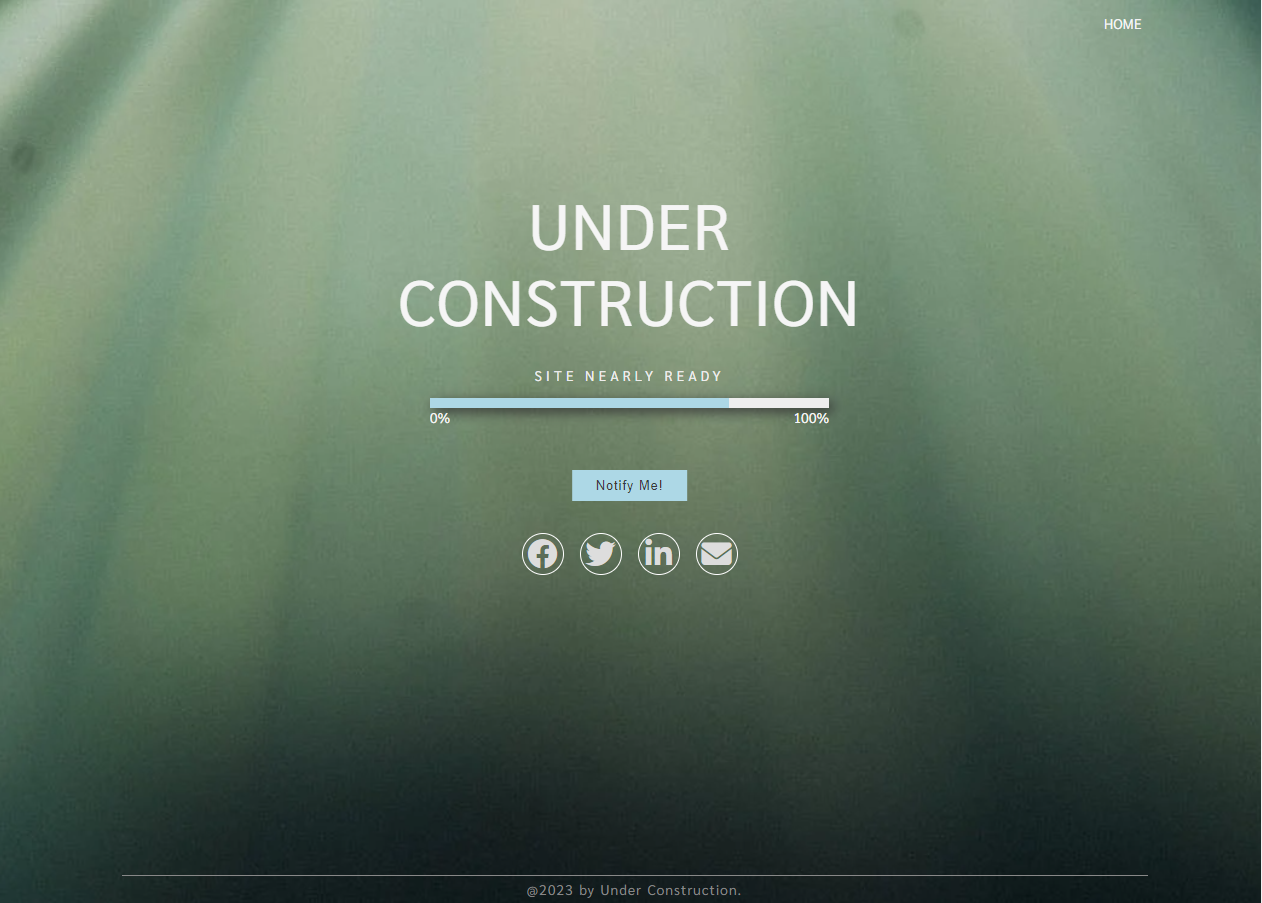 HOME
UNDER
CONSTRUCTION
SITE NEARLY READY
0% 100%
Notify Me!
@2023 by Under Construction.